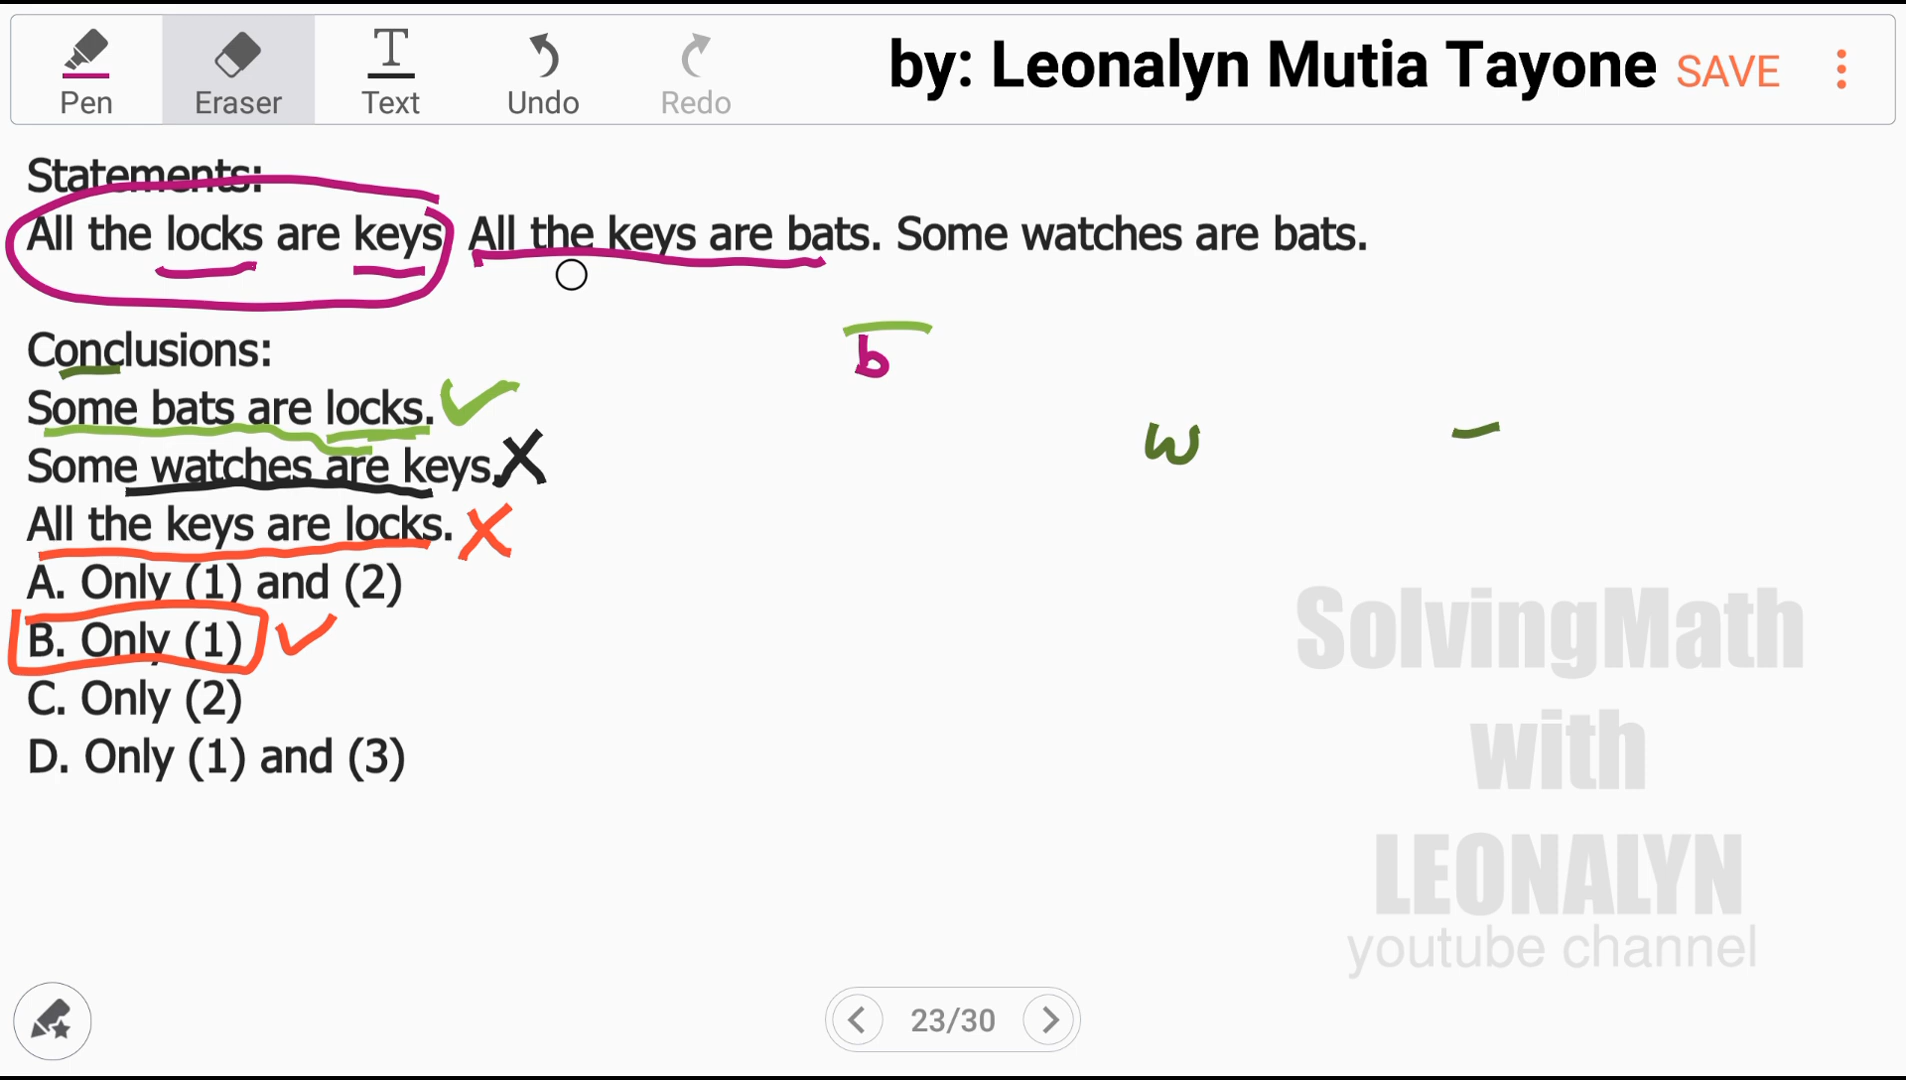 Pen
Eraser
T
Text
Undo
Redo
by: Leonalyn Mutia Tayone
SAVE
Statements:
All the locks are keys. All the keys are bats. Some watches are bats.
Conclusions:
b
Some bats are locks.
w
Some watches are keys.
All the keys are locks.
A. Only (1) and (2)
B. Only (1)
C. Only (2)
D. Only (1) and (3)
SolvingMath
with
LEONALYN
youtube channel
23/30